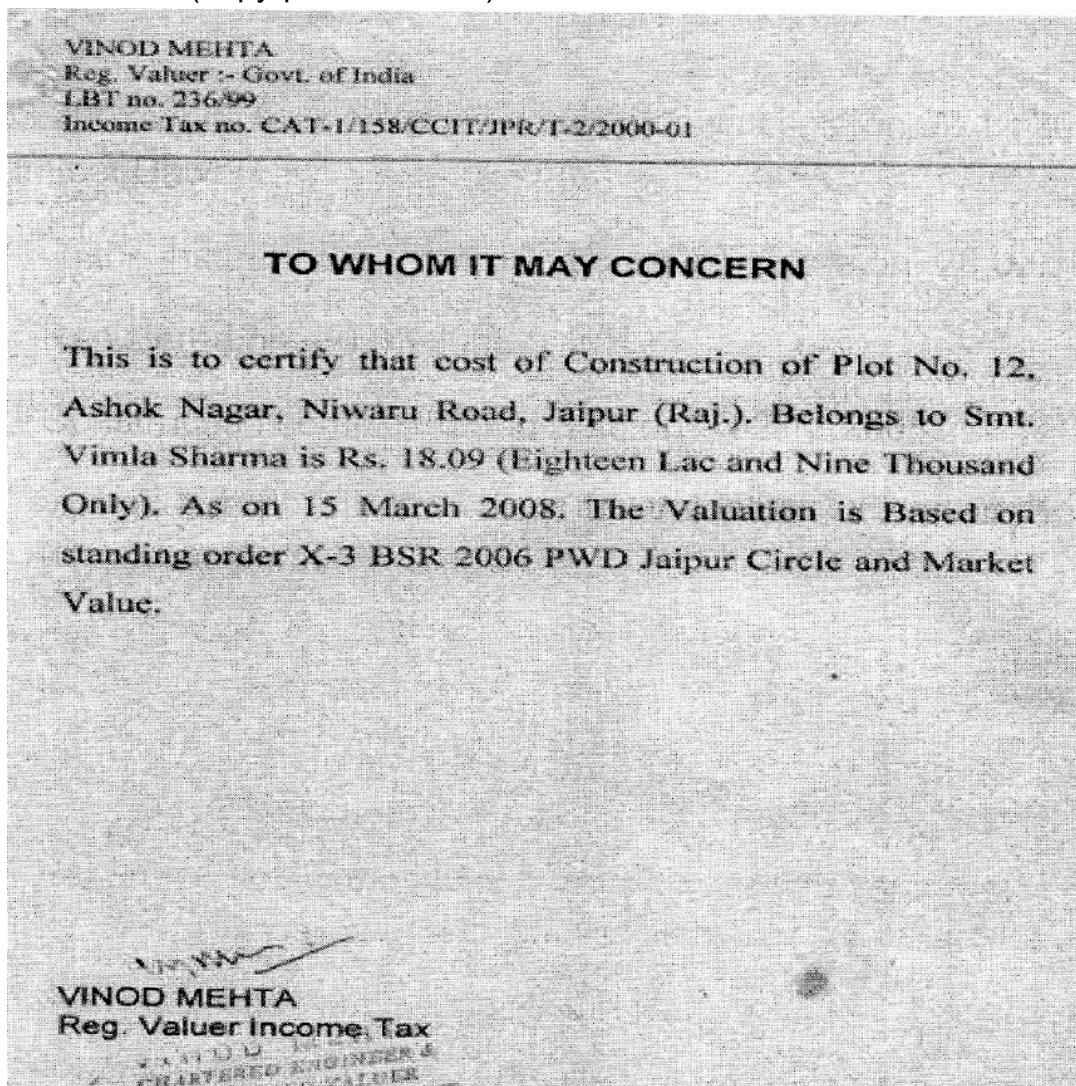 VINOD MEHTA
Reg. Valuer :- Govt. of India
LBT no. 236/99
Income Tax no. CAT-1/158/CCIT/JPR/T-2/2000-01
TO WHOM IT MAY CONCERN
This is to certify that cost of Construction of Plot No. 12,
Ashok Nagar, Niwaru Road, Jaipur (Raj.). Belongs to Smt.
Vimla Sharma is Rs. 18.09 (Eighteen Lac and Nine Thousand
Only). As on 15 March 2008. The Valuation is Based on
standing order X-3 BSR 2006 PWD Jaipur Circle and Market
Value.
VINOD MEHTA
Reg. Valuer Income Tax
CHARTERED ENGINEER &
VALUER